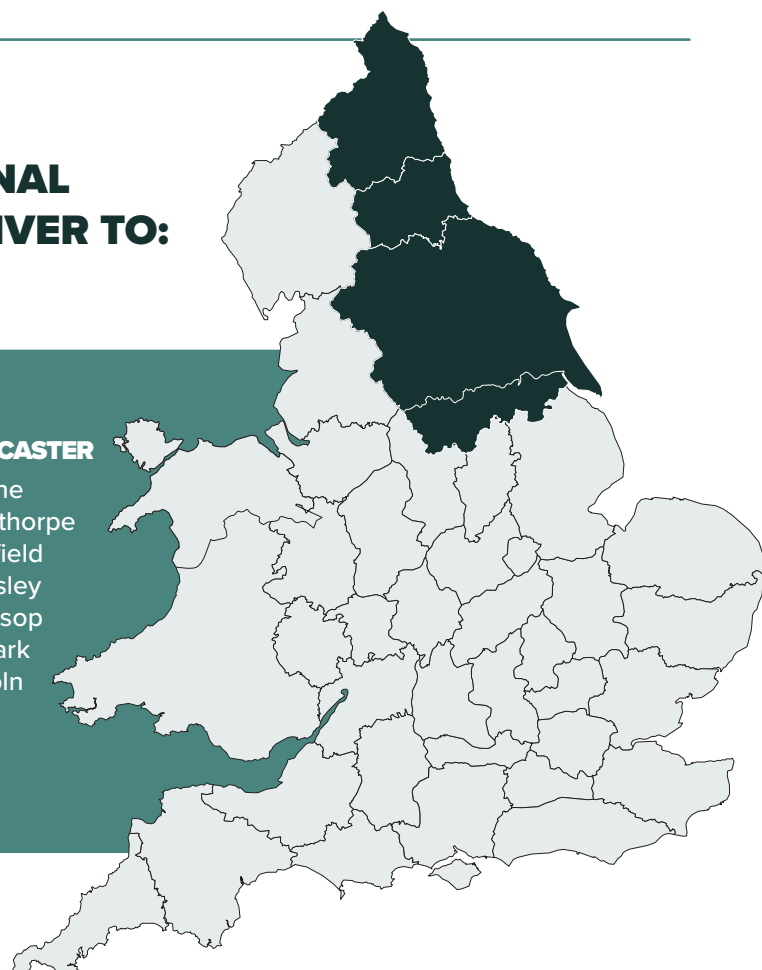 NAL
IVER TO:
CASTER
ne
thorpe
field
sley
sop
ark
oln